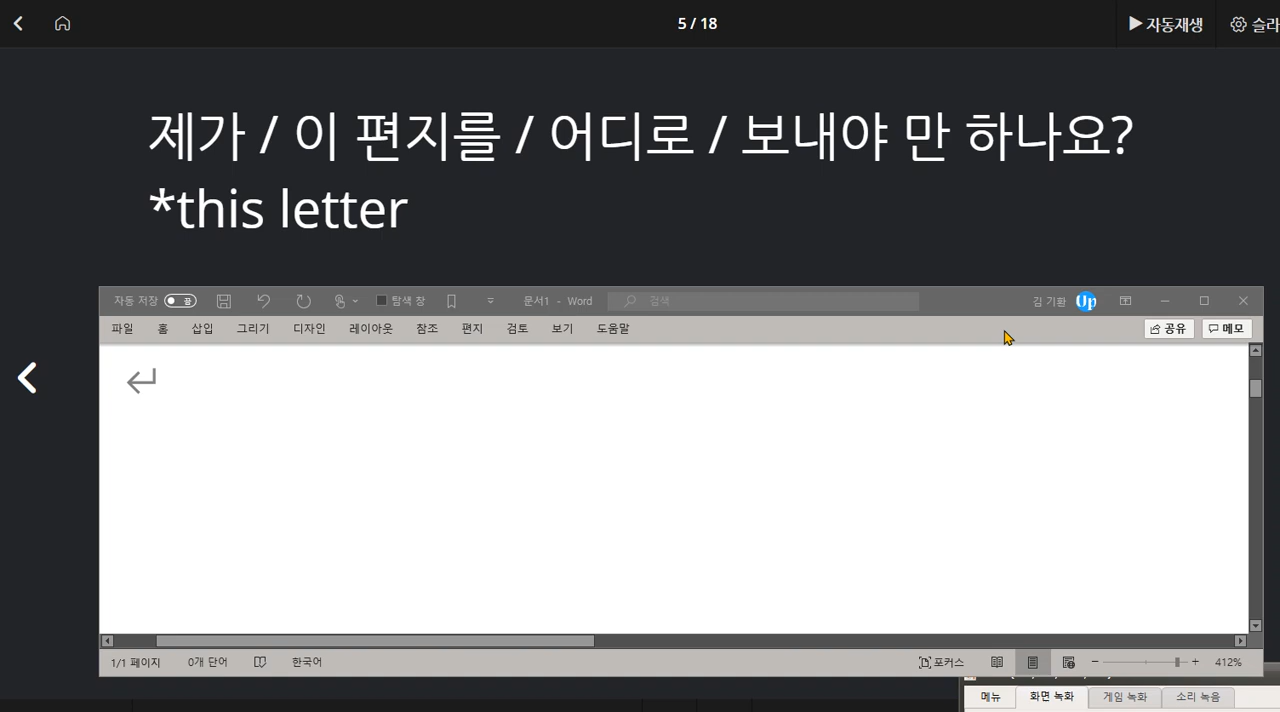 5 / 18
▶ 자동재생
슬라
제가 / 이 편지를 / 어디로 / 보내야 만 하나요?
*this letter
자동 저장 끔
탐색 창
문서1 - Word
검색
김 기환
Up
파일 홈 삽입 그리기 디자인 레이아웃 참조 편지 검토 보기 도움말
공유 메모
1/1 페이지 0개 단어 한국어
포커스
412%
메뉴 화면 녹화 게임 녹화 소리 녹음